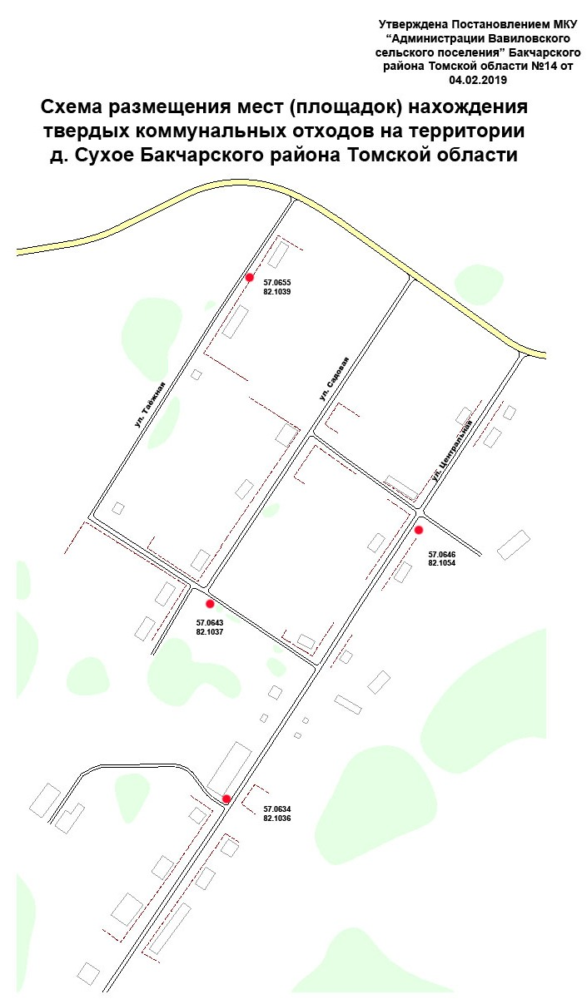 Утверждена Постановлением МКУ
“Администрации Вавиловского
сельского поселения” Бакчарского
района Томской области №14 от
04.02.2019
Схема размещения мест (площадок) нахождения
твердых коммунальных отходов на территории
д. Сухое Бакчарского района Томской области
57.0655
82.1039
ул. Садовая
ул. Таёжная
ул. Центральная
57.0646
82.1054
57.0643
82.1037
57.0634
82.1036